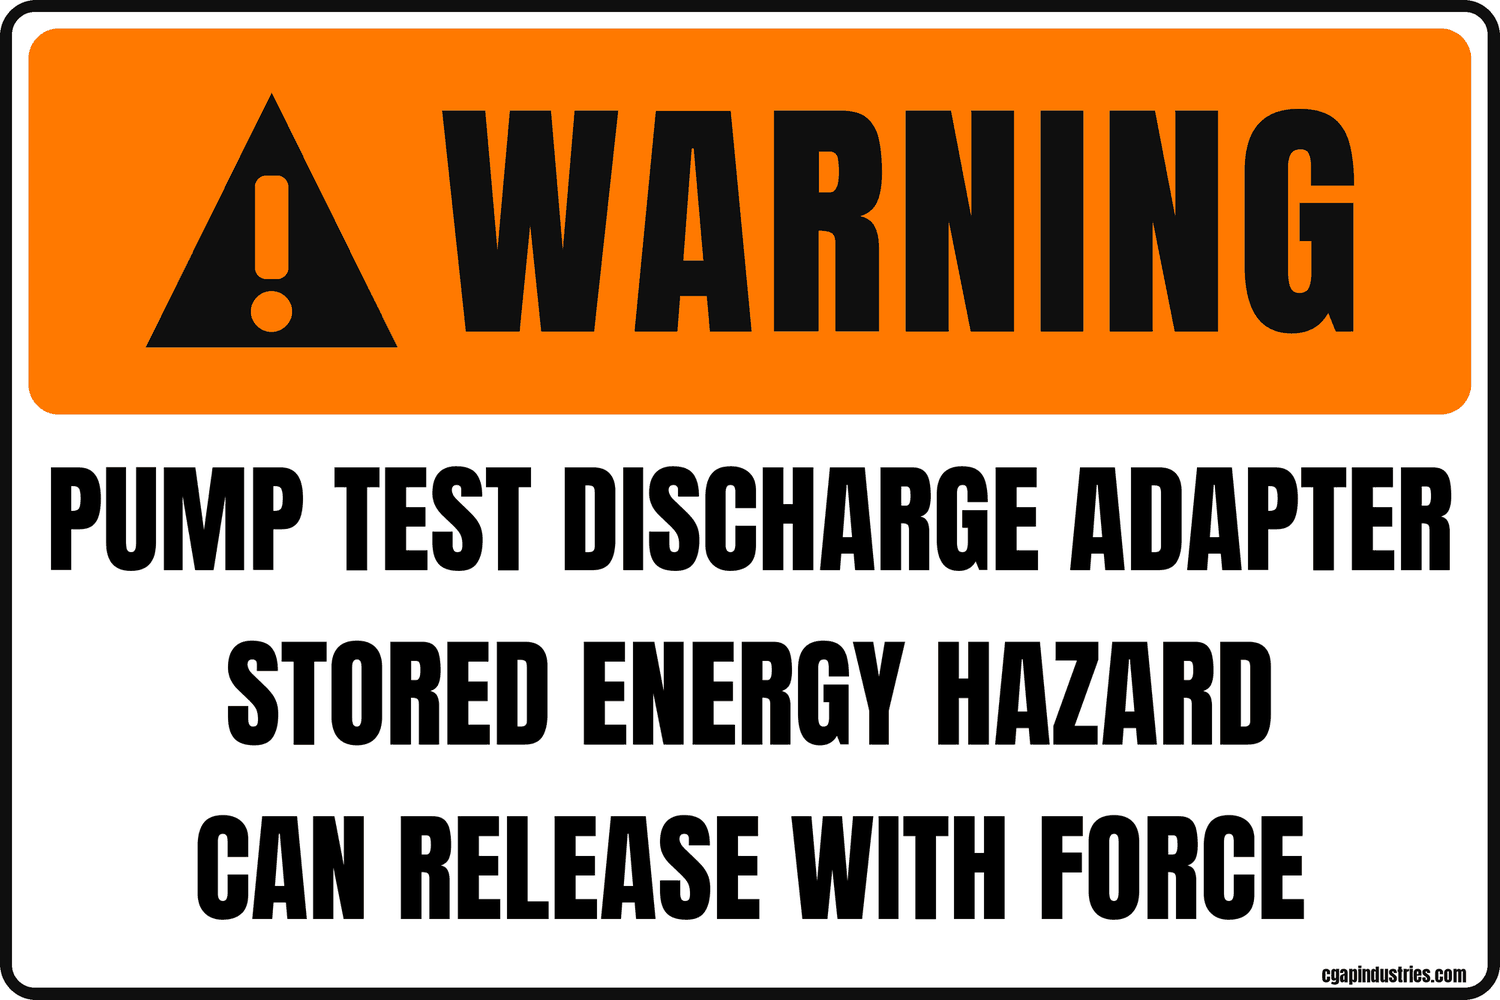 WARNING
PUMP TEST DISCHARGE ADAPTER
STORED ENERGY HAZARD
CAN RELEASE WITH FORCE
cgapindustries.com